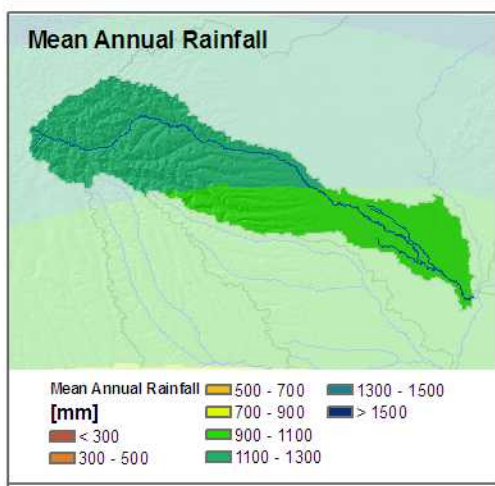 Mean Annual Rainfall
Mean Annual Rainfall
[mm]
< 300
300 - 500
500 - 700
700 - 900
900 - 1100
1100 - 1300
1300 - 1500
> 1500